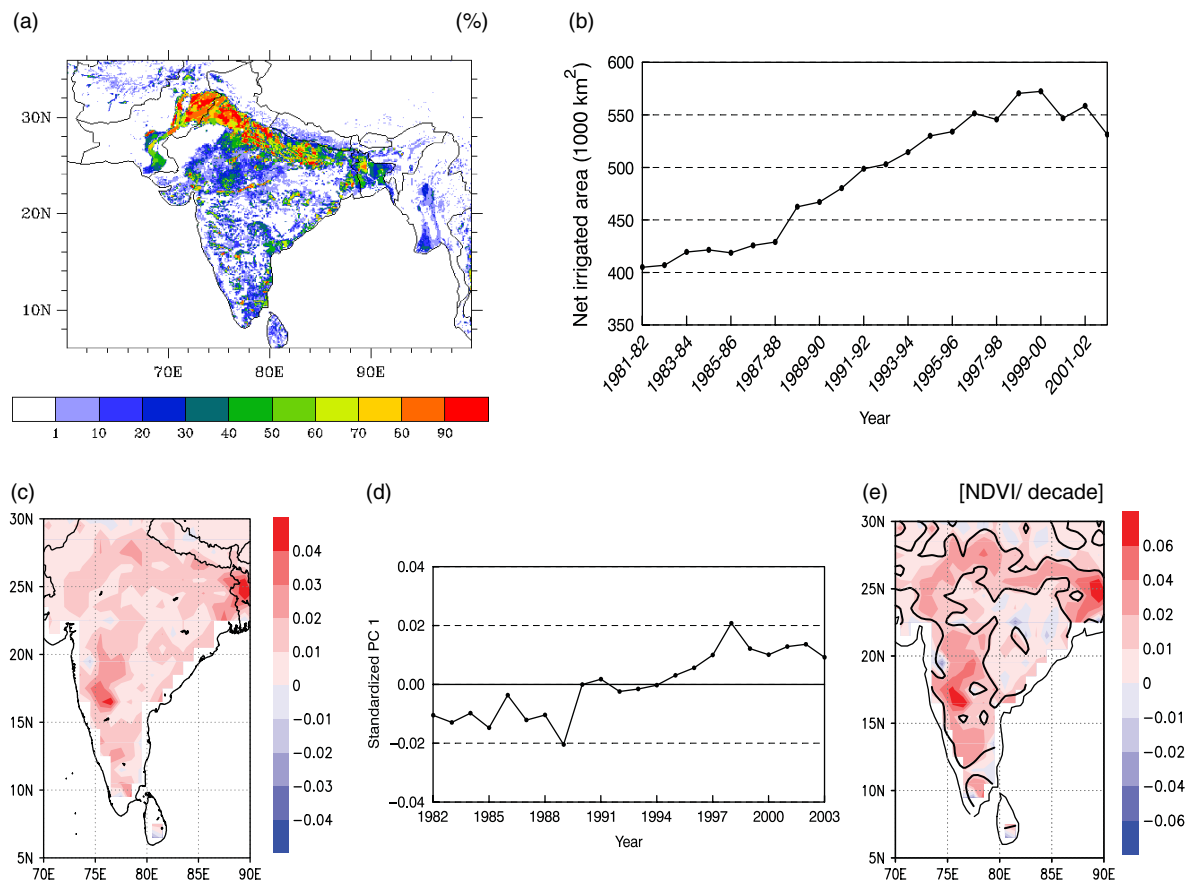 (a) (%)
30N
20N
10N
70E 80E 90E
1 10 20 30 40 50 60 70 80 90
(b)
Net irrigated area (1000 km²)
600
550
500
450
400
350
1981-82 1983-84 1985-86 1987-88 1989-90 1991-92 1993-94 1995-96 1997-98 1999-00 2001-02
Year
(c)
30N
25N
20N
15N
10N
5N
70E 75E 80E 85E 90E
0.04
0.03
0.02
0.01
0
−0.01
−0.02
−0.03
−0.04
(d)
Standardized PC 1
0.04
0.02
0.00
−0.02
−0.04
1982 1985 1988 1991 1994 1997 2000 2003
Year
(e) [NDVI/ decade]
30N
25N
20N
15N
10N
5N
70E 75E 80E 85E 90E
0.06
0.04
0.02
0.01
0
−0.01
−0.02
−0.04
−0.06